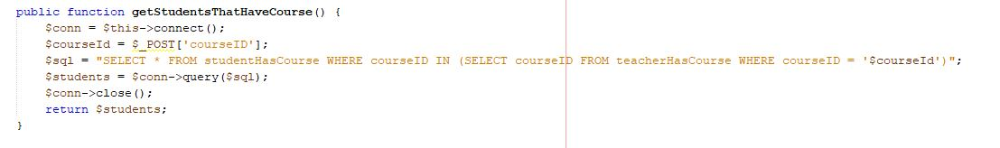 public function getStudentsThatHaveCourse() {
$conn = $this->connect();
$courseId = $_POST['courseID'];
$sql = "SELECT * FROM studentHasCourse WHERE courseID IN (SELECT courseID FROM teacherHasCourse WHERE courseID = '$courseId')";
$students = $conn->query($sql);
$conn->close();
return $students;
}